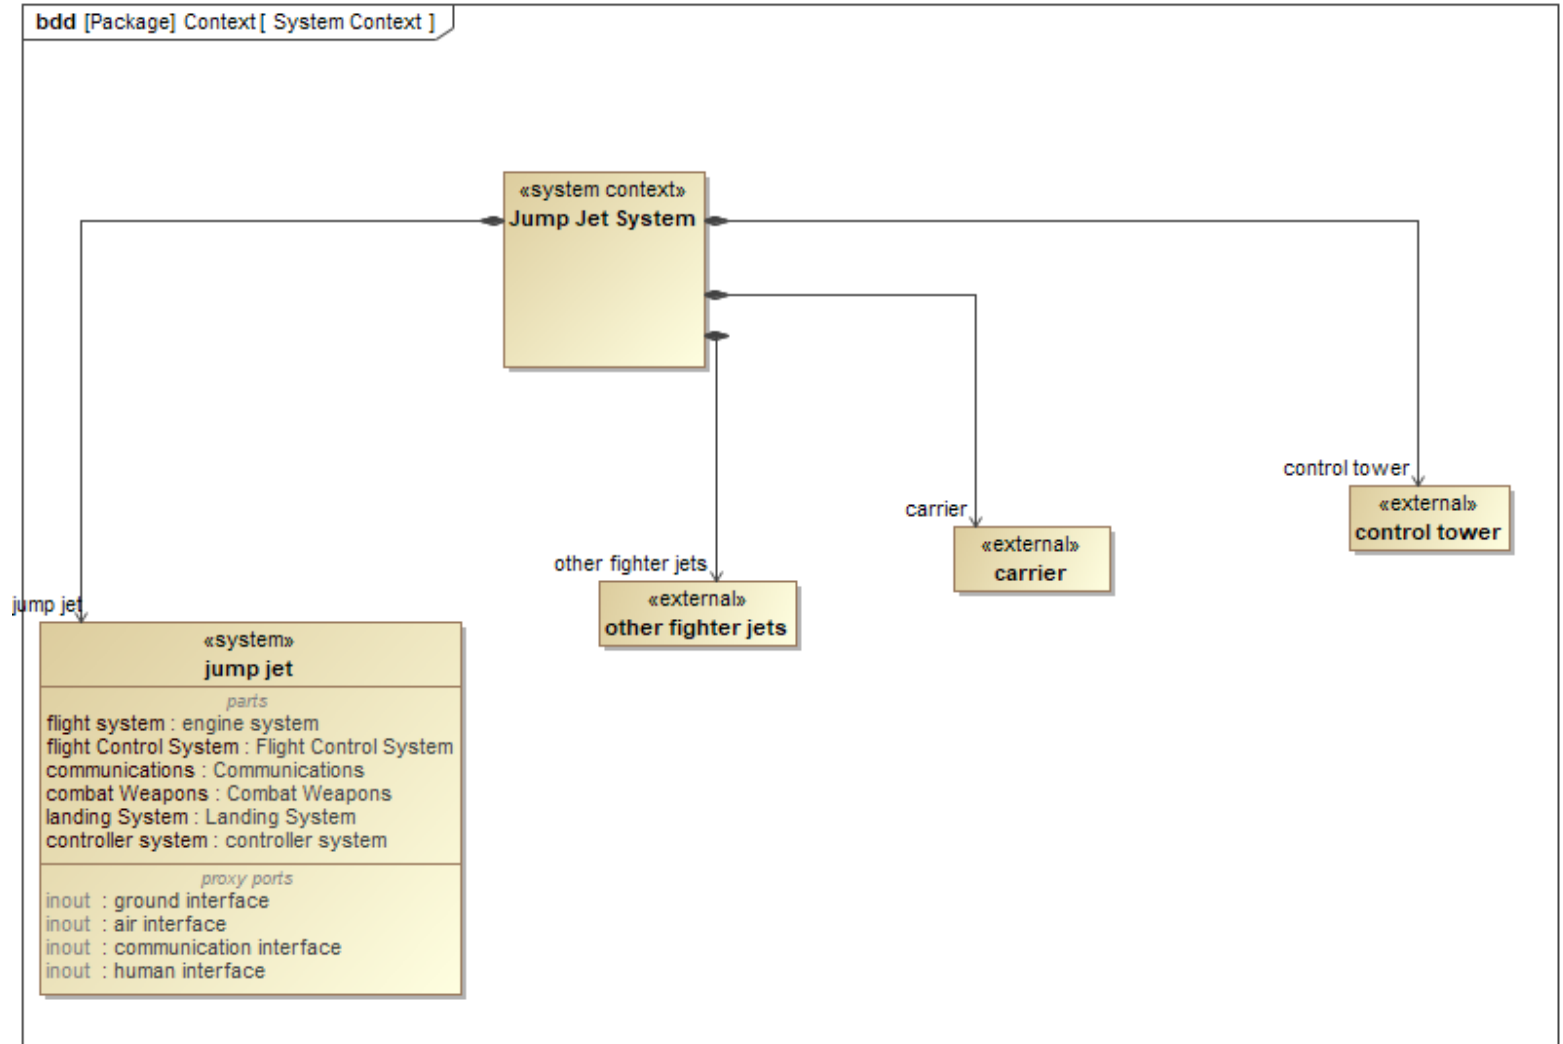 bdd [Package] Context [ System Context ]
«system context»
Jump Jet System
control tower
«external»
control tower
carrier
«external»
carrier
other fighter jets
«external»
other fighter jets
jump jet
«system»
jump jet
parts
flight system : engine system
flight Control System : Flight Control System
communications : Communications
combat Weapons : Combat Weapons
landing System : Landing System
controller system : controller system
proxy ports
inout : ground interface
inout : air interface
inout : communication interface
inout : human interface